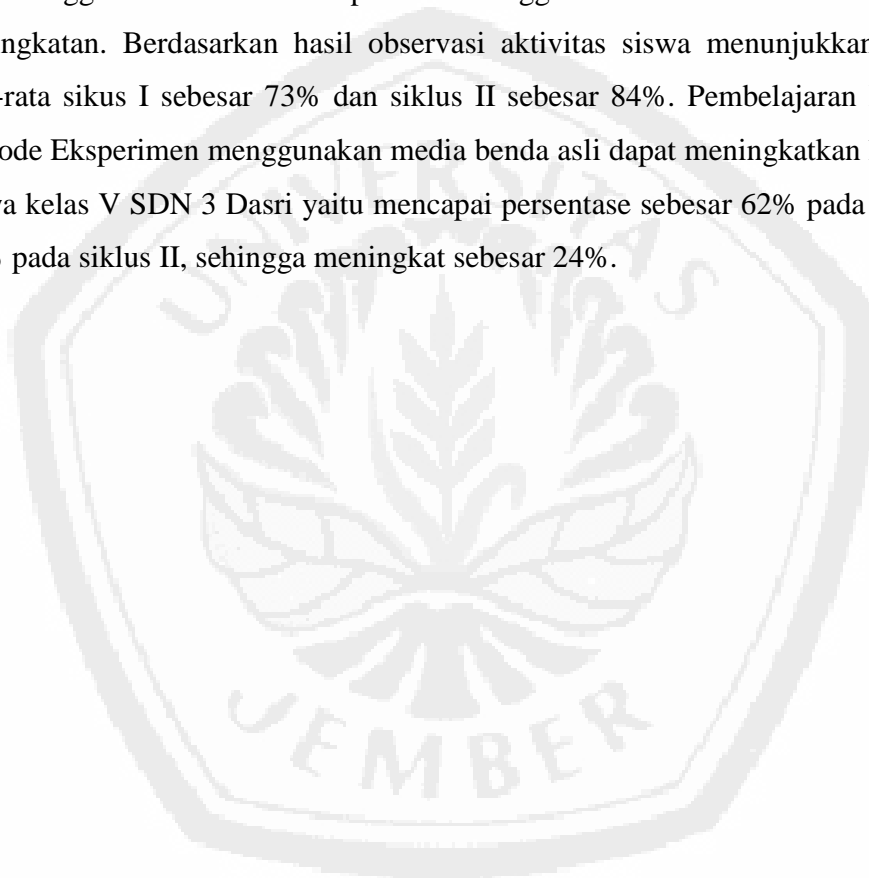 ngkatan. Berdasarkan hasil observasi aktivitas siswa menunjukkan
-rata sikus I sebesar 73% dan siklus II sebesar 84%. Pembelajaran
ode Eksperimen menggunakan media benda asli dapat meningkatkan
a kelas V SDN 3 Dasri yaitu mencapai persentase sebesar 62% pada
pada siklus II, sehingga meningkat sebesar 24%.
UNIVERSITAS
JEMBER